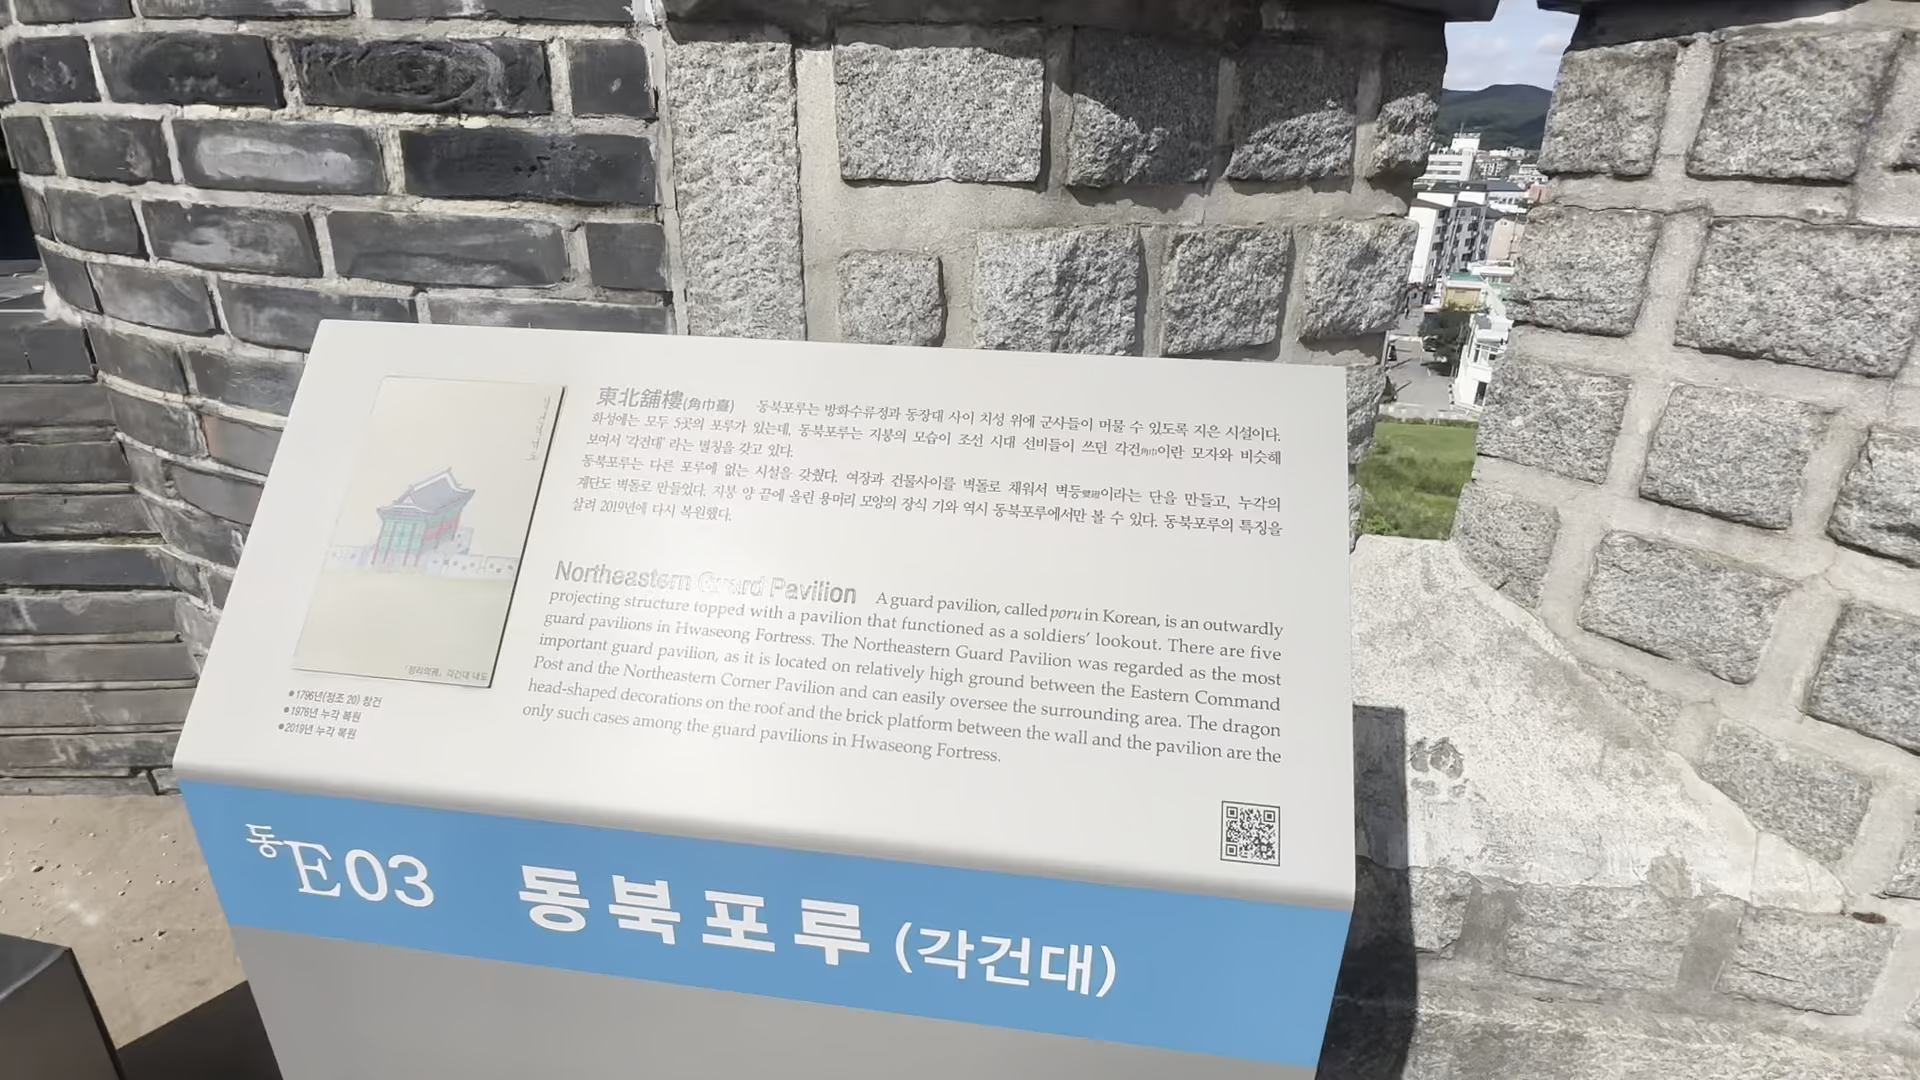 東北舖樓(角巾臺) 동북포루는 방화수류정과 동장대 사이 치성 위에 군사들이 머물 수 있도록 지은 시설이다.
화성에는 모두 5곳의 포루가 있는데, 동북포루는 지붕의 모습이 조선 시대 선비들이 쓰던 각건角巾이란 모자와 비슷해
보여서 '각건대' 라는 별칭을 갖고 있다.
동북포루는 다른 포루에 없는 시설을 갖췄다. 여장과 건물사이를 벽돌로 채워서 벽등이라는 단을 만들고, 누각의
계단도 벽돌로 만들었다. 지붕 양 끝에 올린 용머리 모양의 장식 기와 역시 동북포루에서만 볼 수 있다. 동북포루의 특징을
살려 2019년에 다시 복원했다.
Northeastern Guard Pavilion A guard pavilion, called poru in Korean, is an outwardly
projecting structure topped with a pavilion that functioned as a soldiers' lookout. There are five
guard pavilions in Hwaseong Fortress. The Northeastern Guard Pavilion was regarded as the most
important guard pavilion, as it is located on relatively high ground between the Eastern Command
Post and the Northeastern Corner Pavilion and can easily oversee the surrounding area. The dragon
head-shaped decorations on the roof and the brick platform between the wall and the pavilion are the
only such cases among the guard pavilions in Hwaseong Fortress.
「정리의궤」 각건대 내도
●1796년(정조 20) 창건
●1976년 누각 복원
●2019년 누각 복원
동E03 동북포루 (각건대)